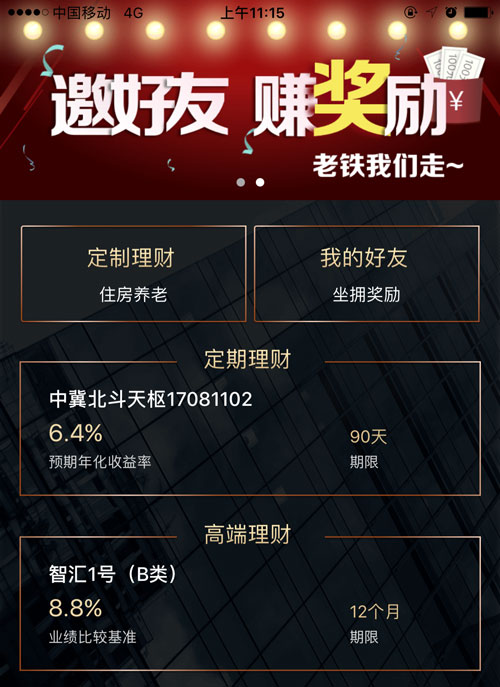 中国移动 4G 上午11:15
邀好友 赚奖励
¥
老铁我们走~
定制理财 我的好友
住房养老 坐拥奖励
定期理财
中冀北斗天枢17081102
6.4% 90天
预期年化收益率 期限
高端理财
智汇1号（B类）
8.8% 12个月
业绩比较基准 期限